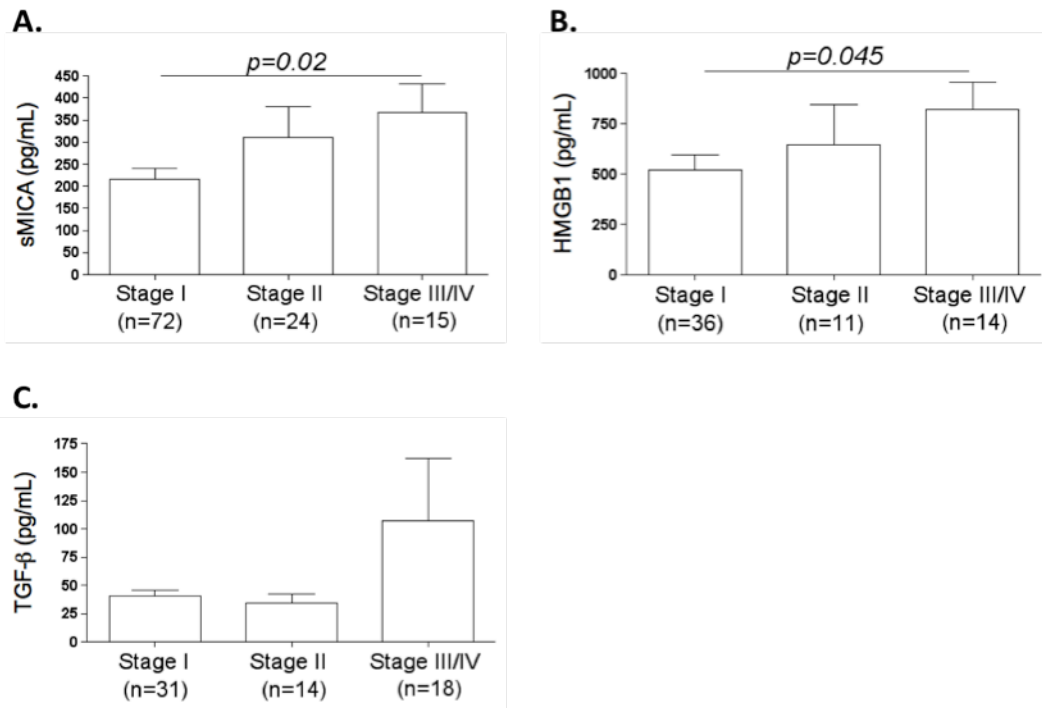 A.
p=0.02
sMICA (pg/mL)
450
400
350
300
250
200
150
100
50
0
Stage I
Stage II
Stage III/IV
(n=72)
(n=24)
(n=15)
B.
p=0.045
HMGB1 (pg/mL)
1000
750
500
250
0
Stage I
Stage II
Stage III/IV
(n=36)
(n=11)
(n=14)
C.
TGF-β (pg/mL)
175
150
125
100
75
50
25
0
Stage I
Stage II
Stage III/IV
(n=31)
(n=14)
(n=18)